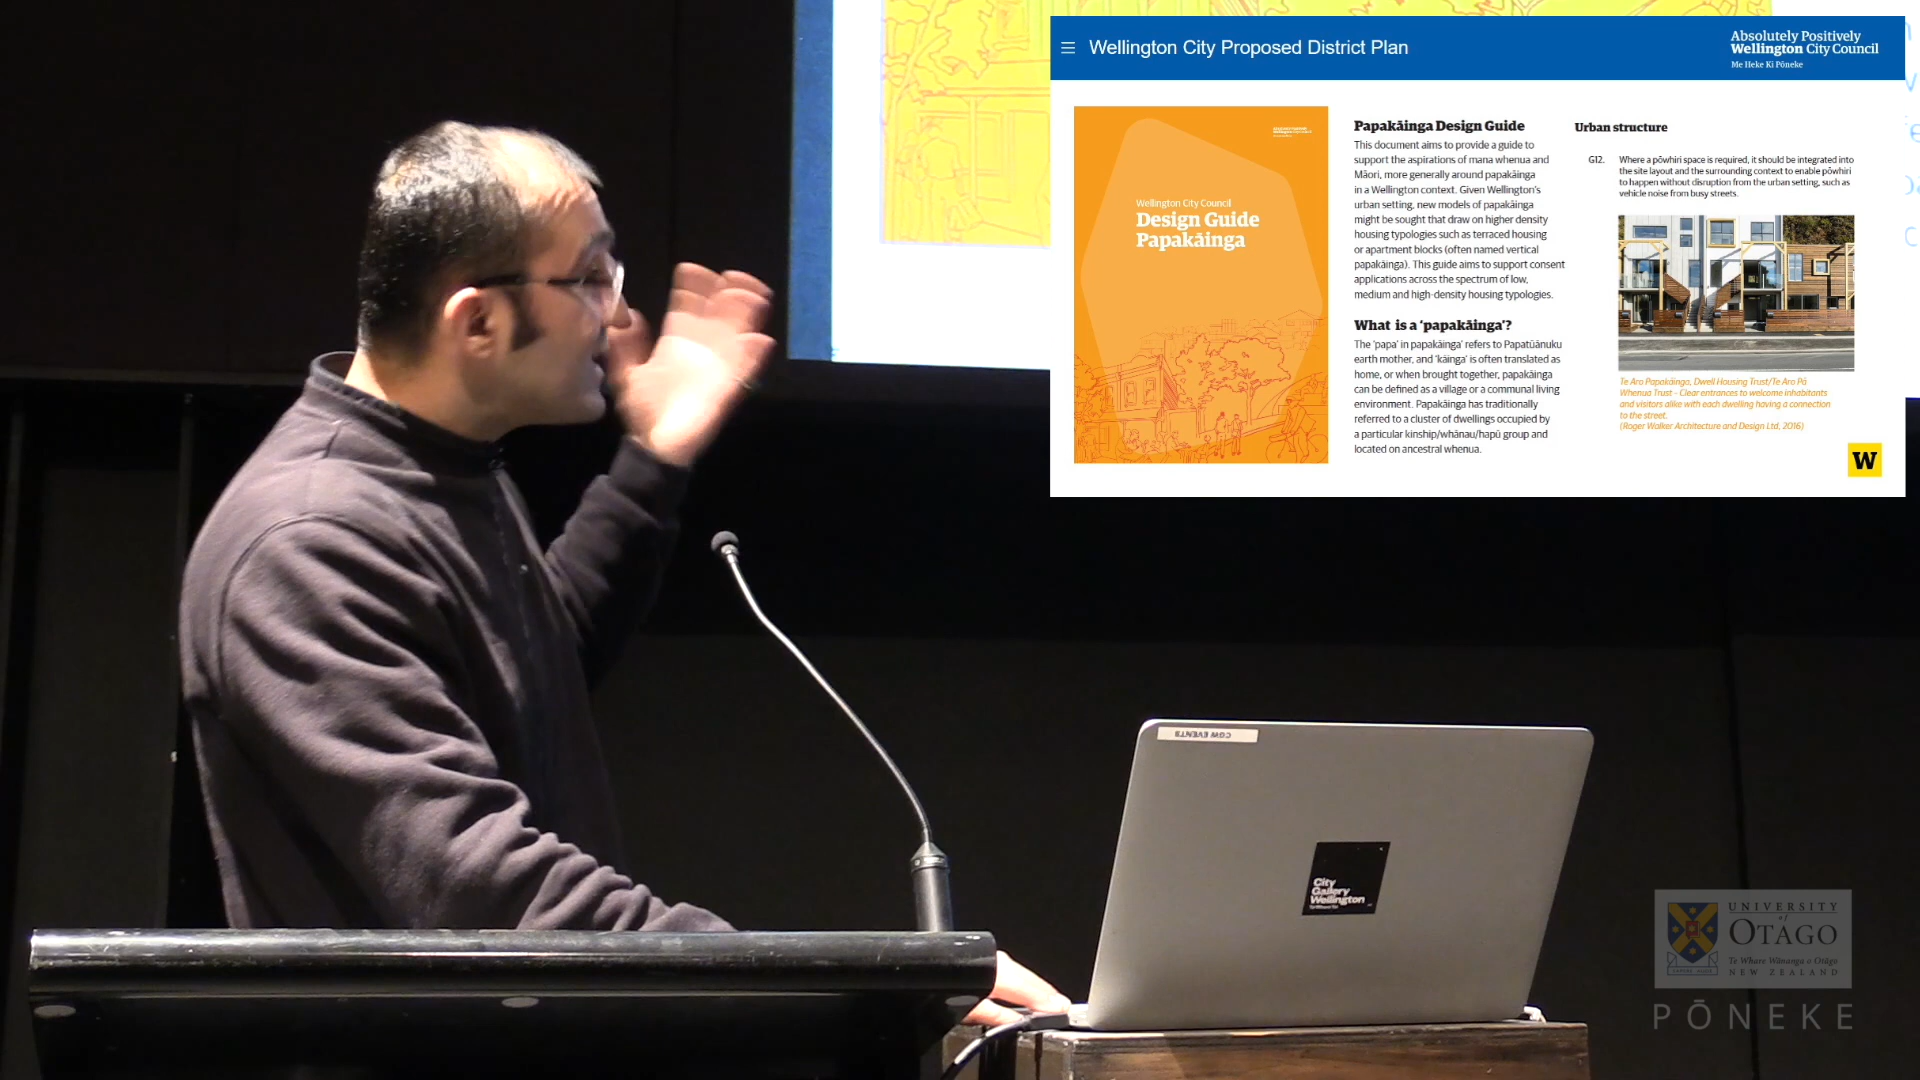 Wellington City Proposed District Plan
Absolutely Positively
Wellington City Council
Me Heke Ki Pōneke
Wellington City Council
Design Guide
Papakāinga
Papakāinga Design Guide
This document aims to provide a guide to
support the aspirations of mana whenua and
Māori, more generally around papakāinga
in a Wellington context. Given Wellington's
urban setting, new models of papakāinga
might be sought that draw on higher density
housing typologies such as terraced housing
or apartment blocks (often named vertical
papakāinga). This guide aims to support consent
applications across the spectrum of low,
medium and high-density housing typologies.
What is a ‘papakāinga’?
The ‘papa’ in papakāinga’ refers to Papatūānuku
earth mother, and ‘kāinga’ is often translated as
home, or when brought together, papakāinga
can be defined as a village or a communal living
environment. Papakāinga has traditionally
referred to a cluster of dwellings occupied by
a particular kinship/whānau/hapū group and
located on ancestral whenua.
Urban structure
G12. Where a pōwhiri space is required, it should be integrated into
the site layout and the surrounding context to enable pōwhiri
to happen without disruption from the urban setting, such as
vehicle noise from busy streets.
Te Aro Papakāinga, Dwell Housing Trust/Te Aro Pā
Whenua Trust - Clear entrances to welcome inhabitants
and visitors alike with each dwelling having a connection
to the street.
(Roger Walker Architecture and Design Ltd, 2016)
W
CGW EVENTS
City
Gallery
Wellington
UNIVERSITY
of
OTAGO
Te Whare Wānanga o Otāgo
NEW ZEALAND
PŌNEKE